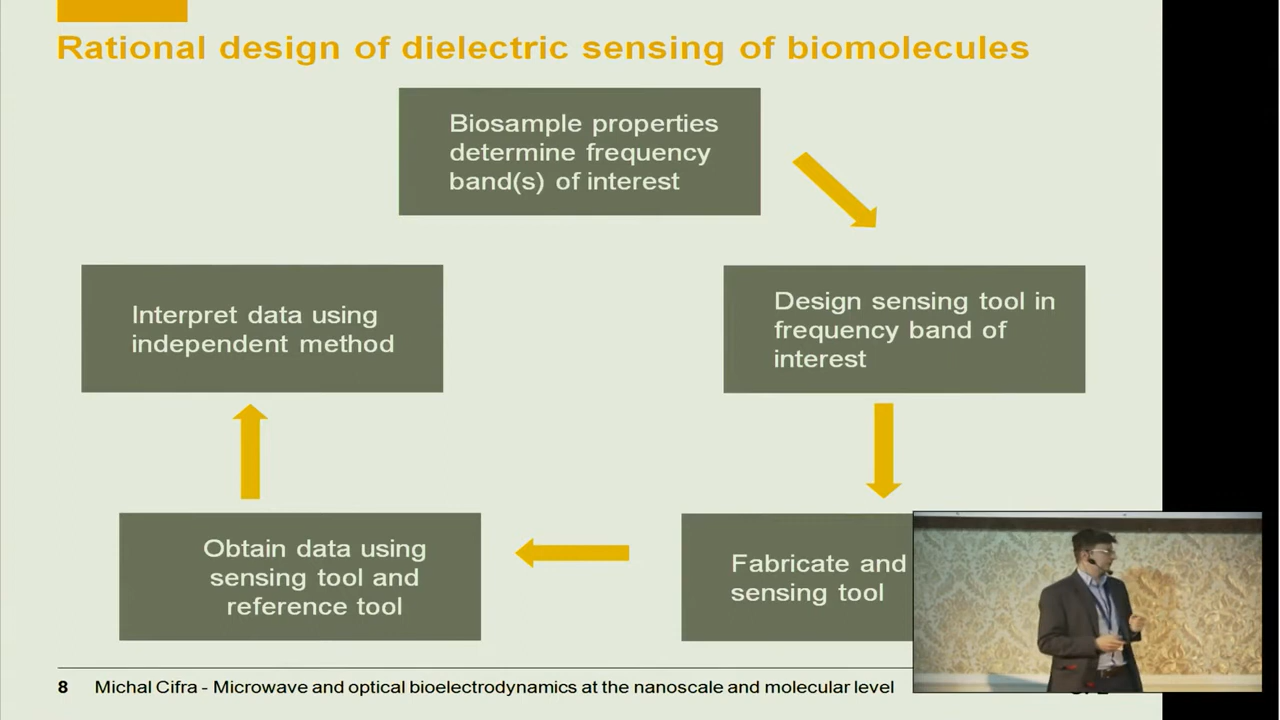 Rational design of dielectric sensing of biomolecules
Biosample properties
determine frequency
band(s) of interest
Design sensing tool in
frequency band of
interest
Fabricate and
sensing tool
Obtain data using
sensing tool and
reference tool
Interpret data using
independent method
8 Michal Cifra - Microwave and optical bioelectrodynamics at the nanoscale and molecular level